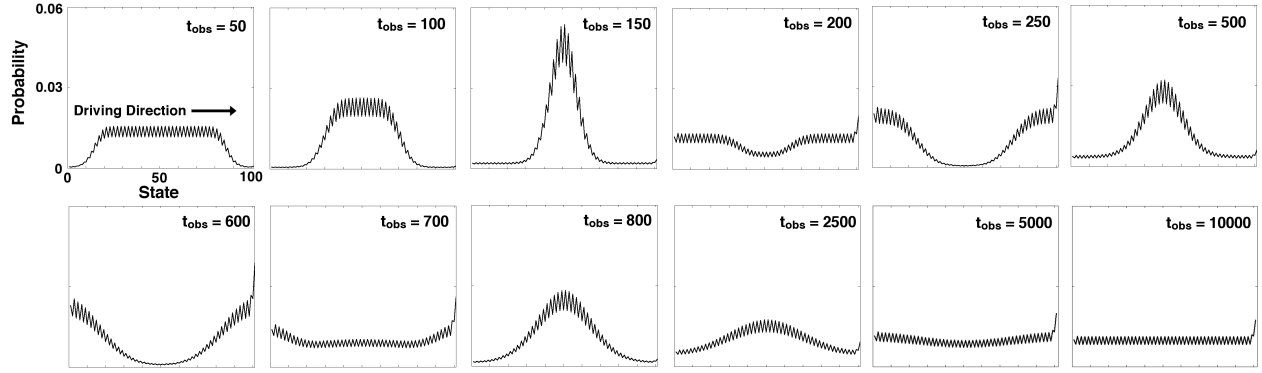 0.06
t_obs = 50
t_obs = 100
t_obs = 150
t_obs = 200
t_obs = 250
t_obs = 500
Probability
0.03
Driving Direction
0
0 50 100
State
t_obs = 600
t_obs = 700
t_obs = 800
t_obs = 2500
t_obs = 5000
t_obs = 10000